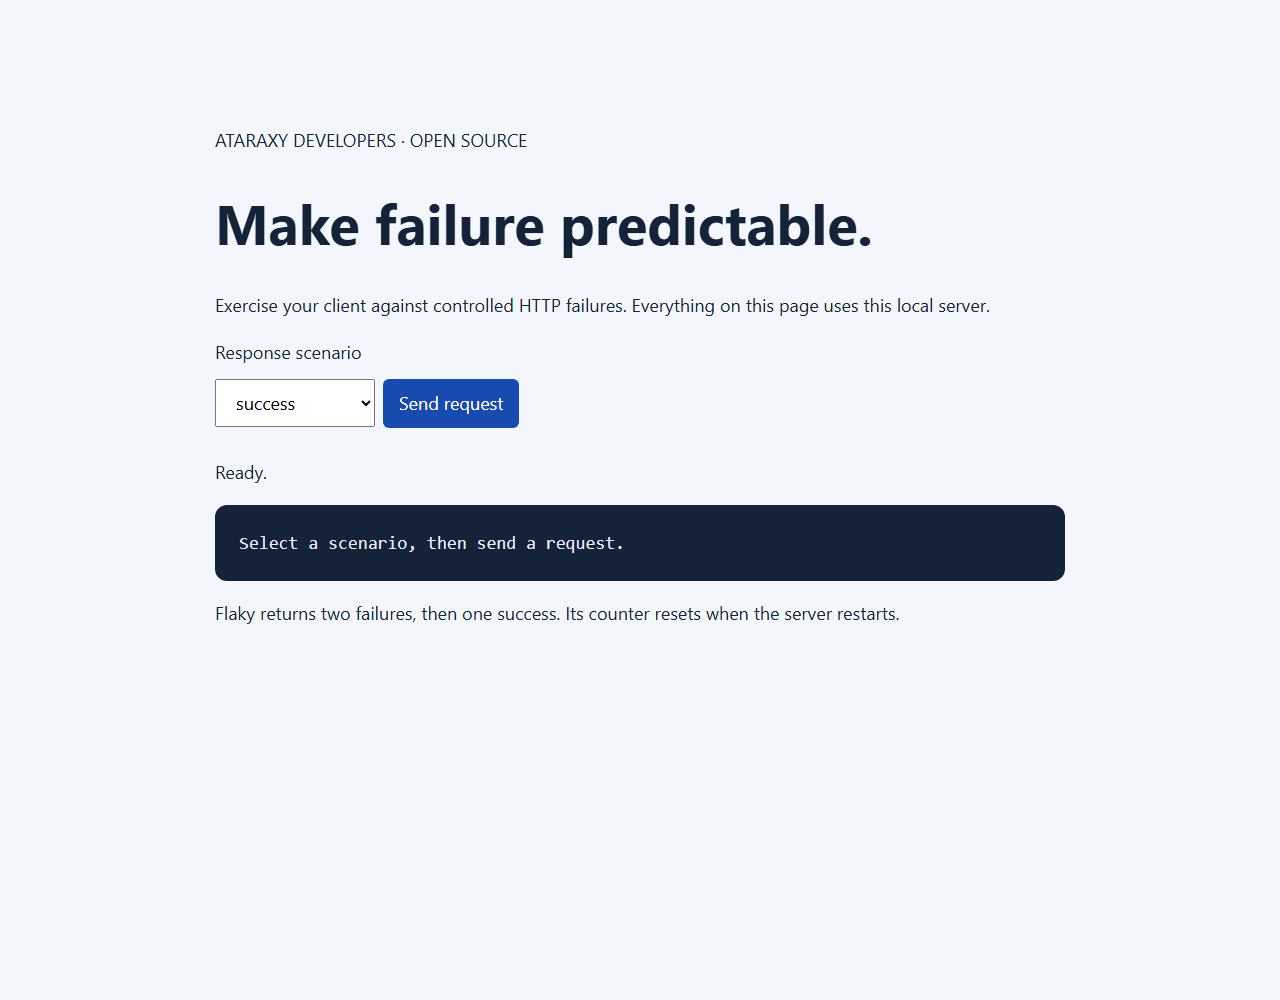 ATARAXY DEVELOPERS · OPEN SOURCE
Make failure predictable.
Exercise your client against controlled HTTP failures. Everything on this page uses this local server.
Response scenario
success
Send request
Ready.
Select a scenario, then send a request.
Flaky returns two failures, then one success. Its counter resets when the server restarts.